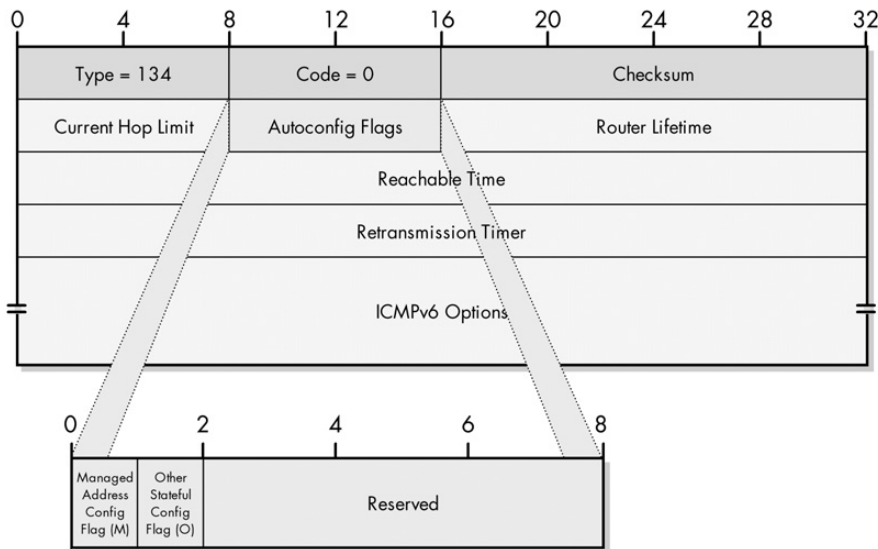 0 4 8 12 16 20 24 28 32
Type = 134 Code = 0 Checksum
Current Hop Limit Autoconfig Flags Router Lifetime
Reachable Time
Retransmission Timer
ICMPv6 Options
0 2 4 6 8
Managed
Address
Config
Flag (M)
Other
Stateful
Config
Flag (O)
Reserved